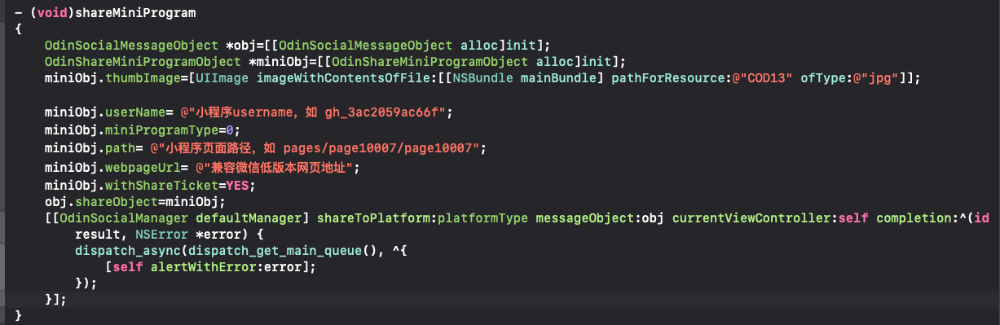 - (void)shareMiniProgram
{
    OdinSocialMessageObject *obj=[[OdinSocialMessageObject alloc]init];
    OdinShareMiniProgramObject *miniObj=[[OdinShareMiniProgramObject alloc]init];
    miniObj.thumbImage=[UIImage imageWithContentsOfFile:[[NSBundle mainBundle] pathForResource:@"COD13" ofType:@"jpg"]];

    miniObj.userName= @"小程序username，如 gh_3ac2059ac66f";
    miniObj.miniProgramType=0;
    miniObj.path= @"小程序页面路径，如 pages/page10007/page10007";
    miniObj.webpageUrl= @"兼容微信低版本网页地址";
    miniObj.withShareTicket=YES;
    obj.shareObject=miniObj;
    [[OdinSocialManager defaultManager] shareToPlatform:platformType messageObject:obj currentViewController:self completion:^(id
        result, NSError *error) {
        dispatch_async(dispatch_get_main_queue(), ^{
            [self alertWithError:error];
        });
    }];
}